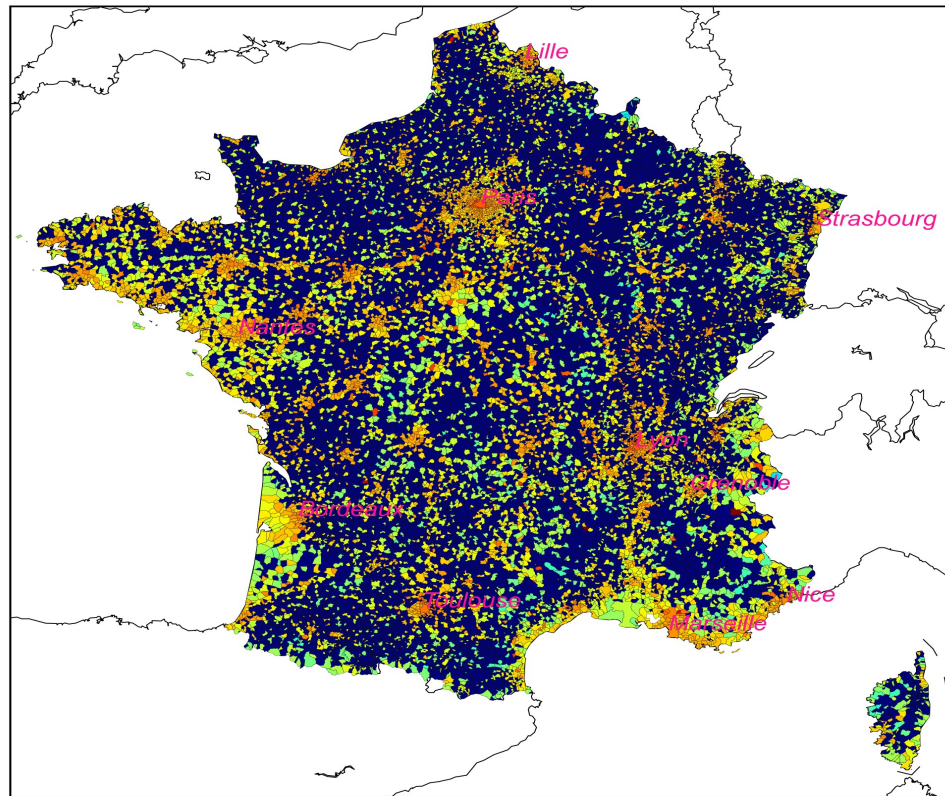 Lille
Paris
Strasbourg
Nantes
Lyon
Grenoble
Bordeaux
Nice
Toulouse
Marseille